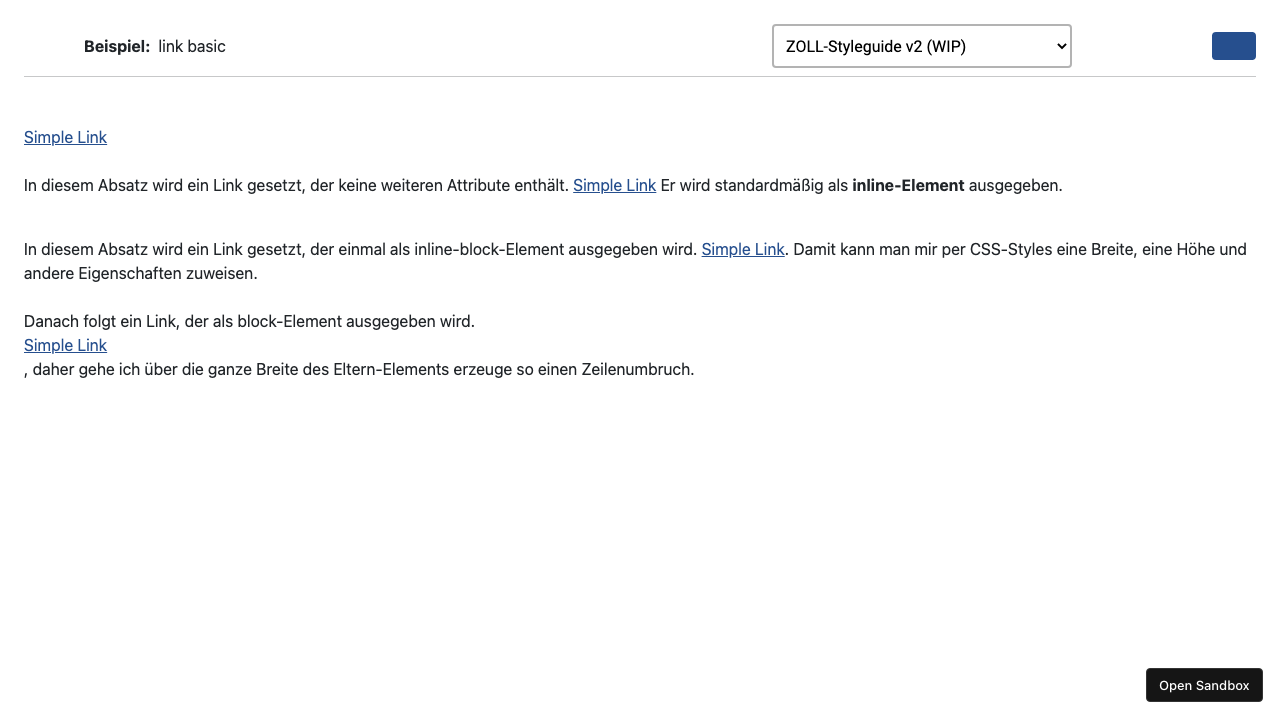 Beispiel: link basic
ZOLL-Styleguide v2 (WIP)
Simple Link
In diesem Absatz wird ein Link gesetzt, der keine weiteren Attribute enthält. Simple Link Er wird standardmäßig als inline-Element ausgegeben.
In diesem Absatz wird ein Link gesetzt, der einmal als inline-block-Element ausgegeben wird. Simple Link. Damit kann man mir per CSS-Styles eine Breite, eine Höhe und
andere Eigenschaften zuweisen.
Danach folgt ein Link, der als block-Element ausgegeben wird.
Simple Link
, daher gehe ich über die ganze Breite des Eltern-Elements erzeuge so einen Zeilenumbruch.
Open Sandbox